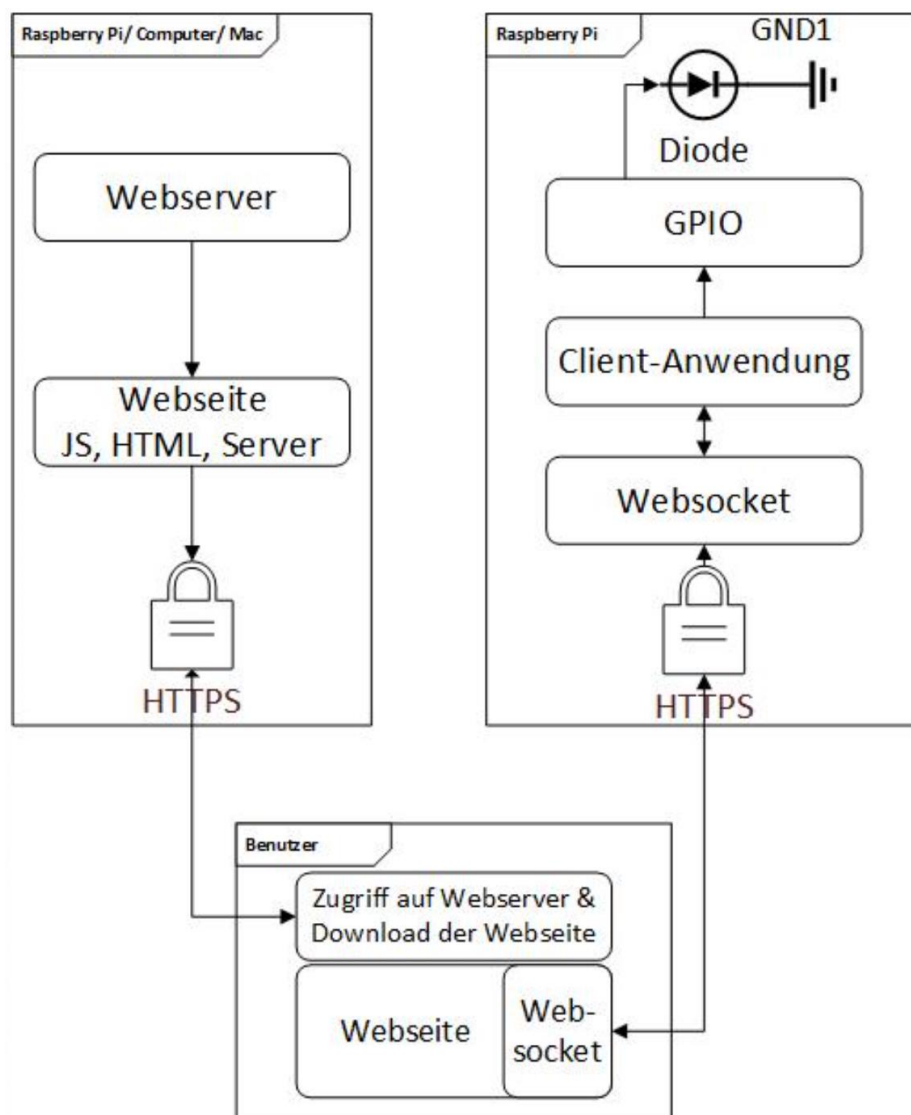 Raspberry Pi/ Computer/ Mac
Webserver
Webseite
JS, HTML, Server
HTTPS
Raspberry Pi
GND1
Diode
GPIO
Client-Anwendung
Websocket
HTTPS
Benutzer
Zugriff auf Webserver &
Download der Webseite
Webseite
Web-
socket